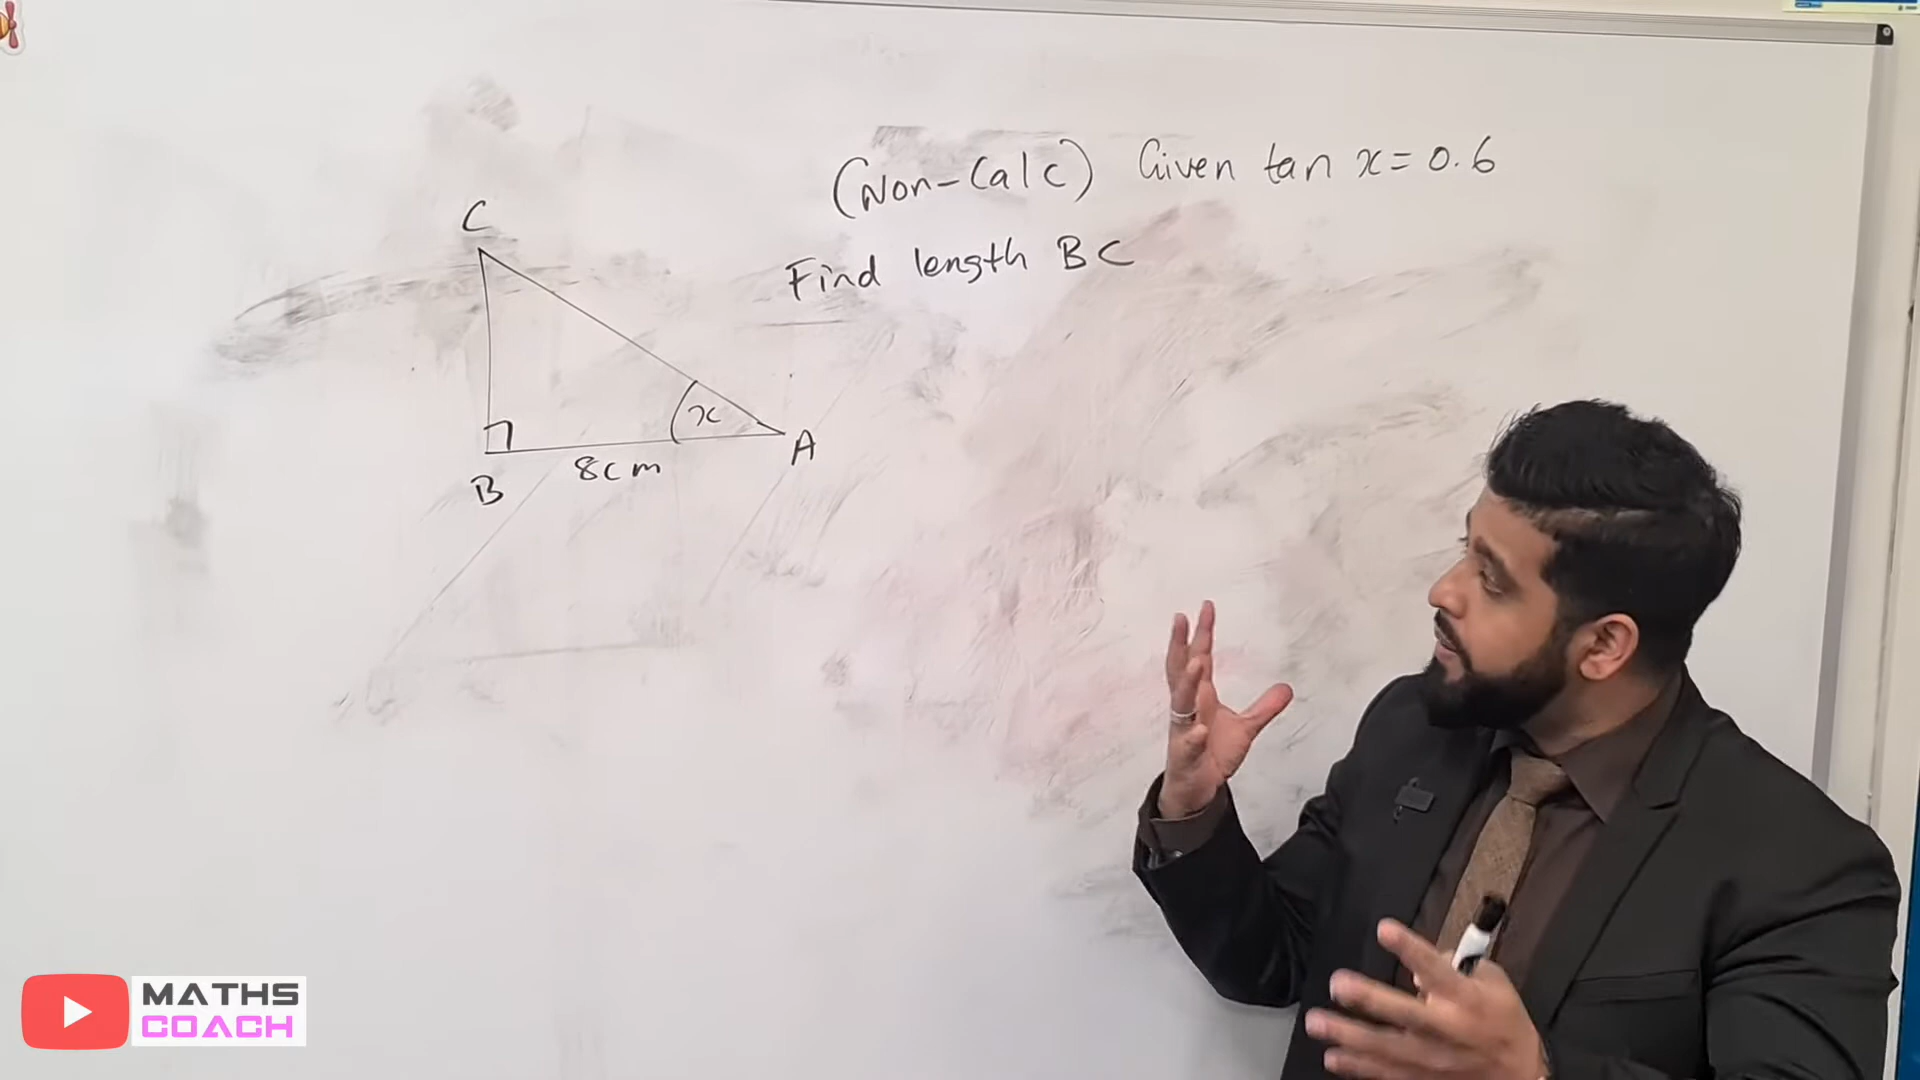 (Non-Calc) Given tan x = 0.6
Find length BC
C
x
A
8cm
B
MATHS
COACH